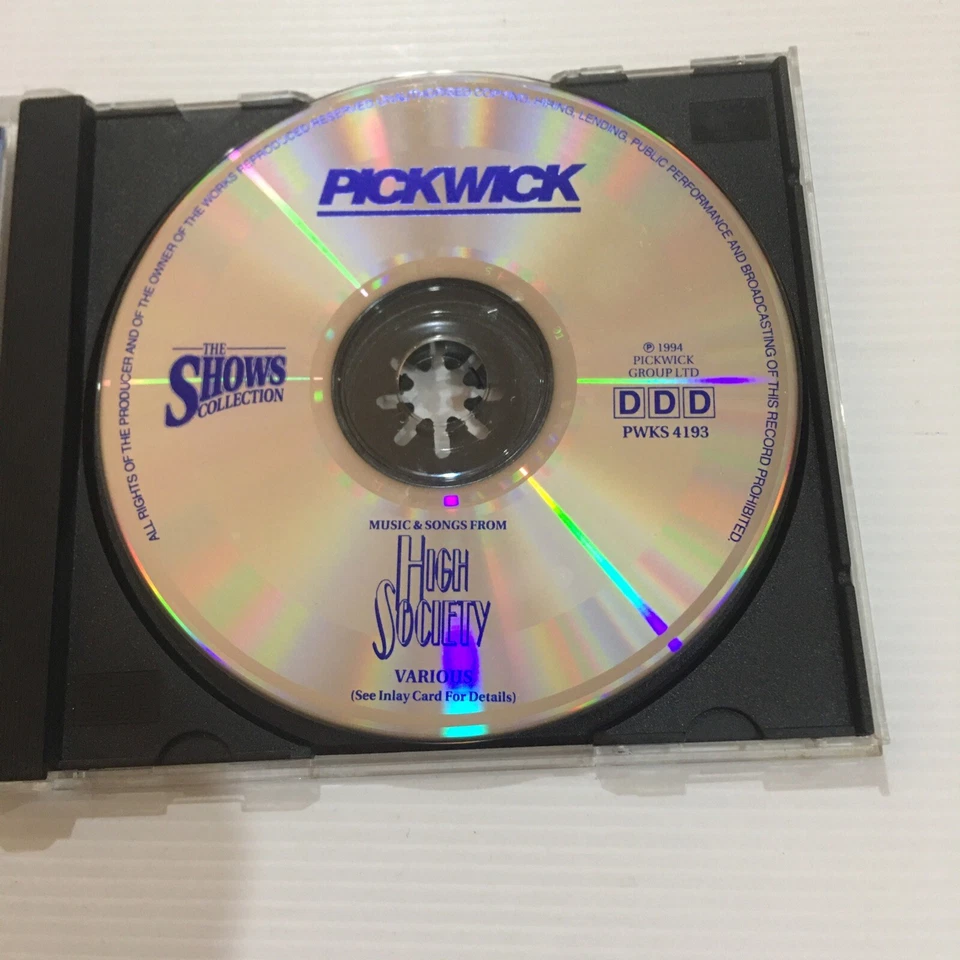 PICKWICK
THE
SHOWS
COLLECTION
℗ 1994
PICKWICK
GROUP LTD
DDD
PWKS 4193
MUSIC & SONGS FROM
HIGH
SOCIETY
VARIOUS
(See Inlay Card For Details)
ALL RIGHTS OF THE PRODUCER AND OF THE OWNER OF THE WORKS REPRODUCED RESERVED. COPYING, HIRING, LENDING, PUBLIC PERFORMANCE AND BROADCASTING OF THIS RECORD PROHIBITED.